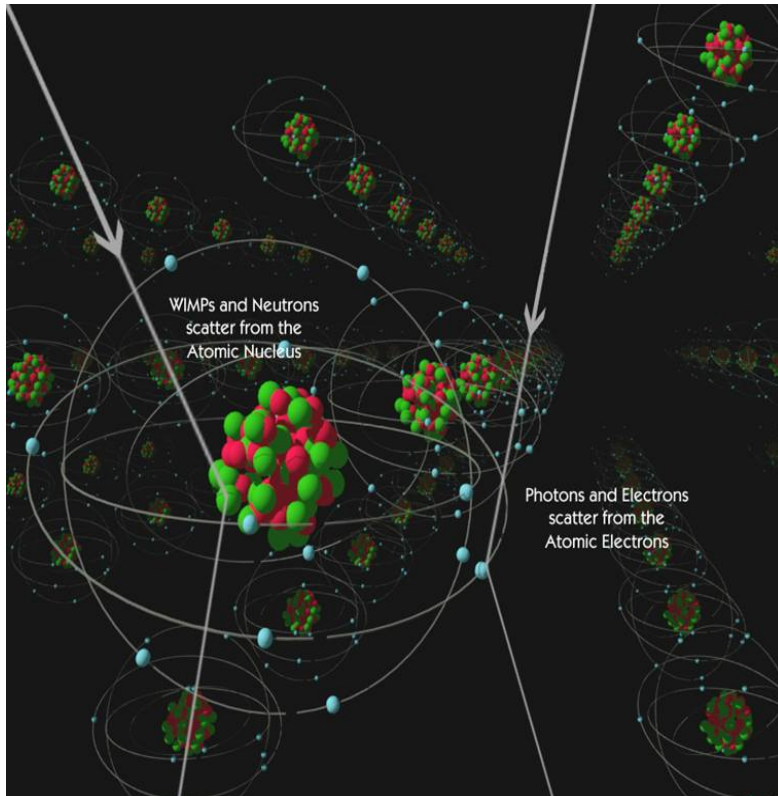 WIMPs and Neutrons
scatter from the
Atomic Nucleus
Photons and Electrons
scatter from the
Atomic Electrons